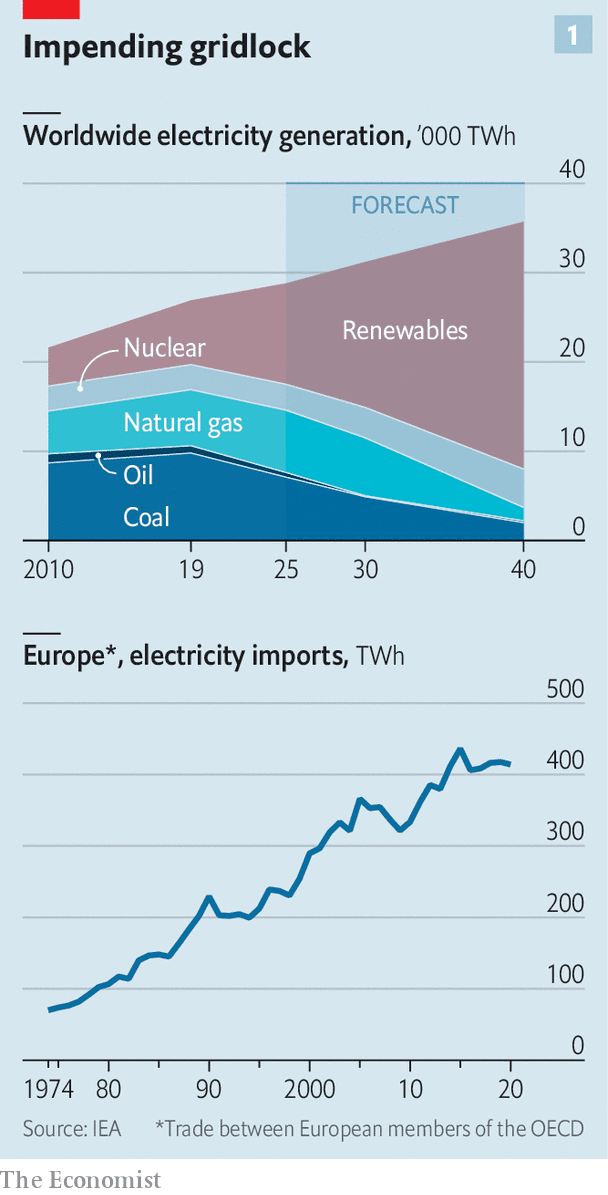 Impending gridlock
1
Worldwide electricity generation, ’000 TWh
40
FORECAST
30
Renewables
Nuclear
20
Natural gas
10
Oil
Coal
0
2010 19 25 30 40
Europe*, electricity imports, TWh
500
400
300
200
100
0
1974 80 90 2000 10 20
Source: IEA *Trade between European members of the OECD
The Economist